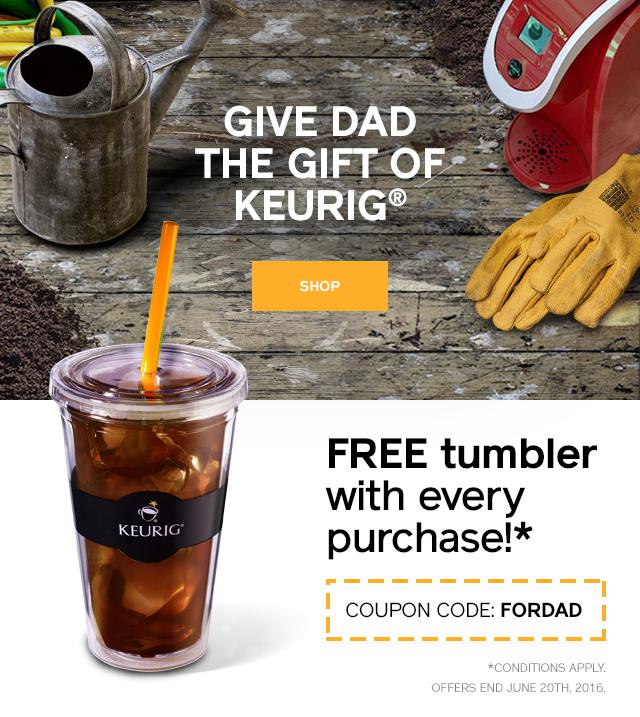 GIVE DAD
THE GIFT OF
KEURIG®
SHOP
KEURIG®
FREE tumbler
with every
purchase!*
COUPON CODE: FORDAD
*CONDITIONS APPLY.
OFFERS END JUNE 20TH, 2016.